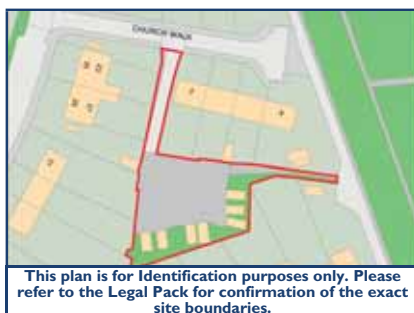 CHURCH WALK
This plan is for Identification purposes only. Please
refer to the Legal Pack for confirmation of the exact
site boundaries.